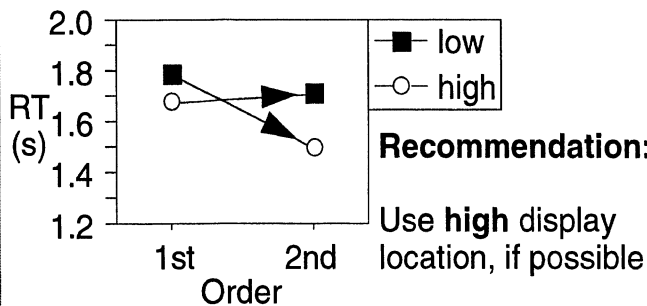 2.0
1.8
1.6
1.4
1.2
RT
(s)
1st 2nd
Order
low
high
Recommendation:
Use high display
location, if possible